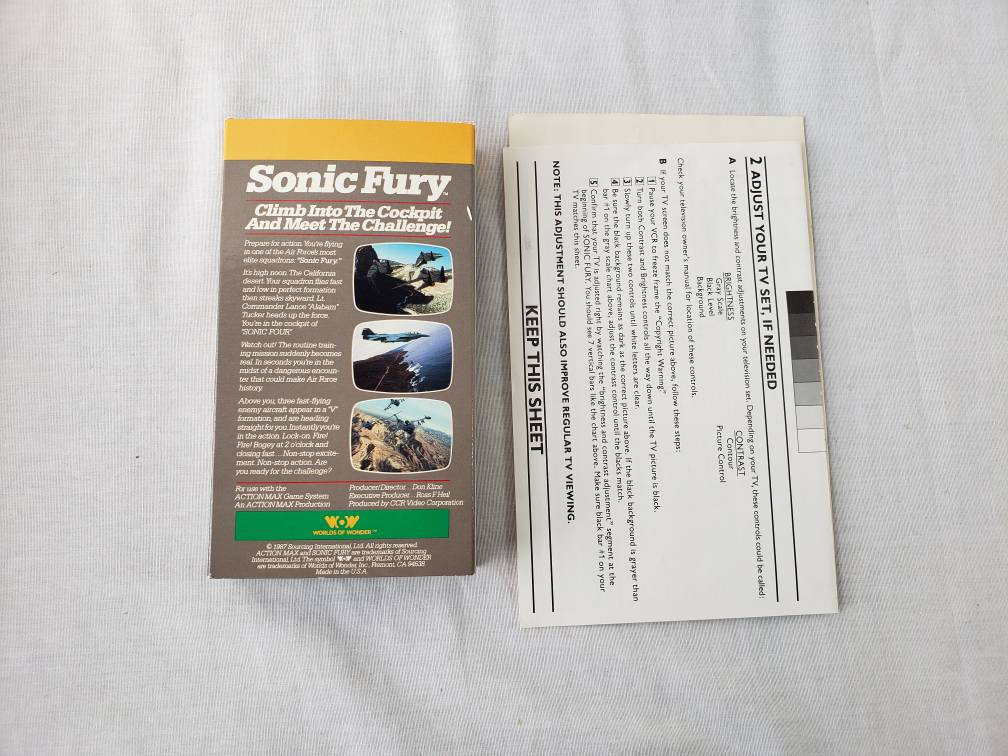 Sonic Fury™
Climb Into The Cockpit
And Meet The Challenge!
Prepare for action. You're flying
in one of the Air Force's most
elite squadrons: "Sonic Fury."
It's high noon. The California
desert. Your squadron flies fast
and low in perfect formation
then streaks skyward. Lt.
Commander Lance "Alabam"
Tucker heads up the force.
You're in the cockpit of
"SONIC FOUR"
Watch out! The routine train-
ing mission suddenly becomes
real. In seconds you're in the
midst of a dangerous encoun-
ter that could make Air Force
history.
Above you, three fast-flying
enemy aircraft appear in a "V"
formation, and are heading
straight for you. Instantly you're
in the action. Lock-on. Fire!
Fire! Bogey at 2 o'clock and
closing fast... Non-stop excite-
ment. Non-stop action. Are
you ready for the challenge?
For use with the
ACTION MAX Game System
An ACTION MAX Production
Producer/Director . . Don Kline
Executive Producer . . Ross F Heil
Produced by CCR Video Corporation
WOW
WORLDS OF WONDER™
© 1987 Sourcing International, Ltd. All rights reserved.
ACTION MAX and SONIC FURY are trademarks of Sourcing
International, Ltd. The symbol WOW and WORLDS OF WONDER
are trademarks of Worlds of Wonder, Inc., Fremont, CA 94538.
Made in the U.S.A.
2 ADJUST YOUR TV SET, IF NEEDED
A Locate the brightness and contrast adjustments on your television set. Depending on your TV, these controls could be called:
BRIGHTNESS
Gray Scale
Black Level
Background
CONTRAST
Contour
Picture Control
Check your television owner's manual for location of these controls.
B If your TV screen does not match the correct picture above, follow these steps:
1 Pause your VCR to freeze frame the "Copyright Warning"
2 Turn both Contrast and Brightness controls all the way down until the TV picture is black.
3 Slowly turn up these two controls until white letters are clear.
4 Be sure the black background remains as dark as the correct picture above. If the black background is grayer than
bar #1 on the gray scale chart above, adjust the contrast control until the blacks match.
5 Confirm that your TV is adjusted right by watching the "brightness and contrast adjustment" segment at the
beginning of SONIC FURY. You should see 7 vertical bars like the chart above. Make sure black bar #1 on your
TV matches this sheet.
NOTE: THIS ADJUSTMENT SHOULD ALSO IMPROVE REGULAR TV VIEWING.
KEEP THIS SHEET